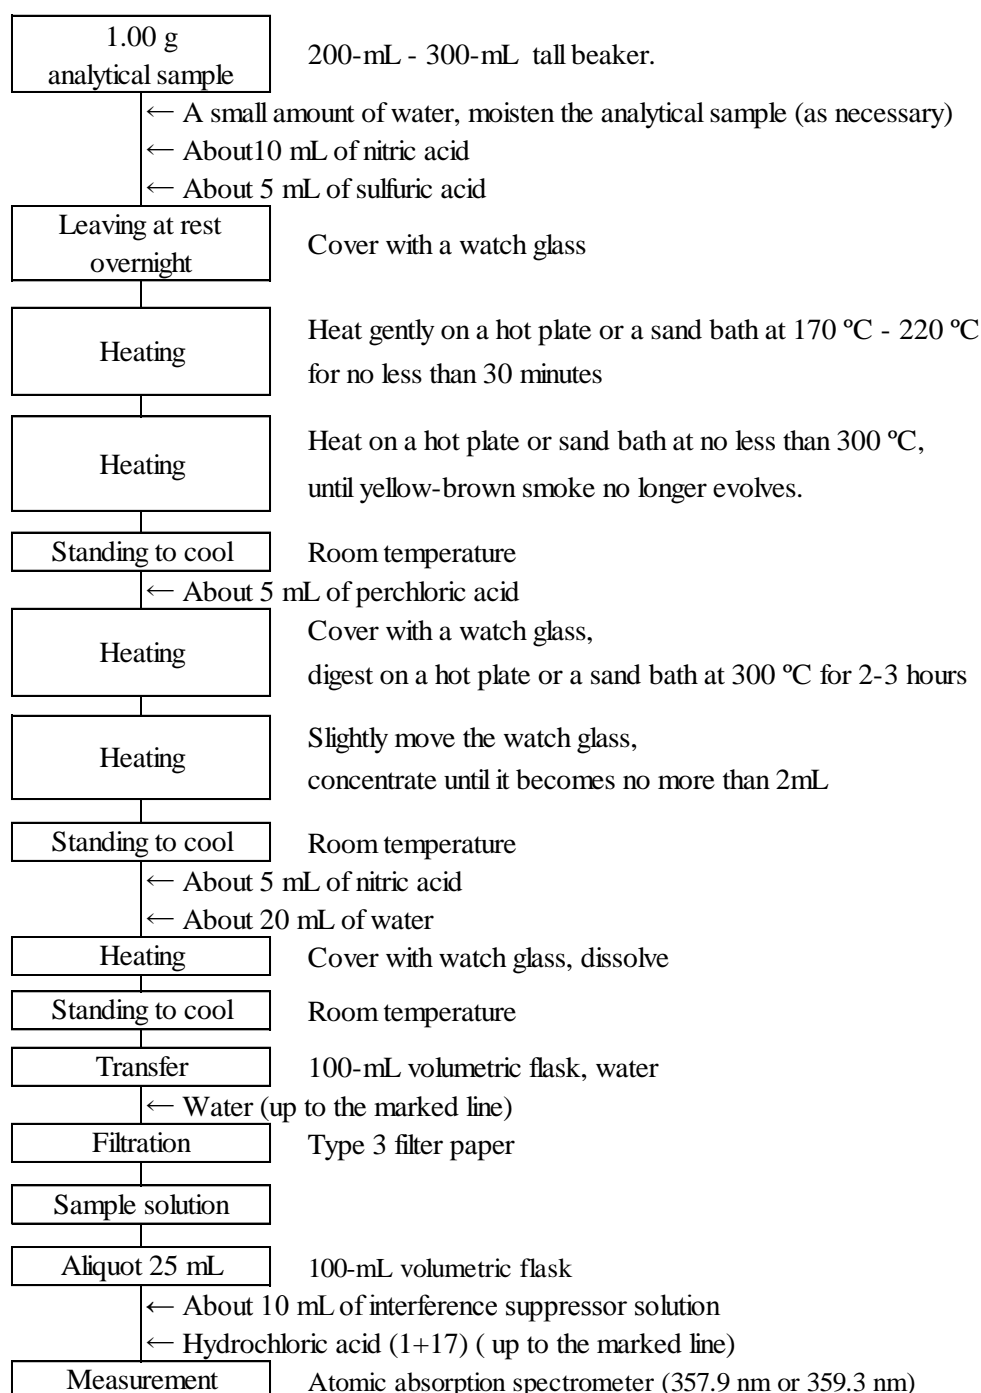 1.00 g
analytical sample
200-mL - 300-mL tall beaker.
← A small amount of water, moisten the analytical sample (as necessary)
← About10 mL of nitric acid
← About 5 mL of sulfuric acid
Leaving at rest
overnight
Cover with a watch glass
Heating
Heat gently on a hot plate or a sand bath at 170 ºC - 220 ºC
for no less than 30 minutes
Heating
Heat on a hot plate or sand bath at no less than 300 ºC,
until yellow-brown smoke no longer evolves.
Standing to cool
Room temperature
← About 5 mL of perchloric acid
Heating
Cover with a watch glass,
digest on a hot plate or a sand bath at 300 ºC for 2-3 hours
Heating
Slightly move the watch glass,
concentrate until it becomes no more than 2mL
Standing to cool
Room temperature
← About 5 mL of nitric acid
← About 20 mL of water
Heating
Cover with watch glass, dissolve
Standing to cool
Room temperature
Transfer
100-mL volumetric flask, water
← Water (up to the marked line)
Filtration
Type 3 filter paper
Sample solution
Aliquot 25 mL
100-mL volumetric flask
← About 10 mL of interference suppressor solution
← Hydrochloric acid (1+17) ( up to the marked line)
Measurement
Atomic absorption spectrometer (357.9 nm or 359.3 nm)